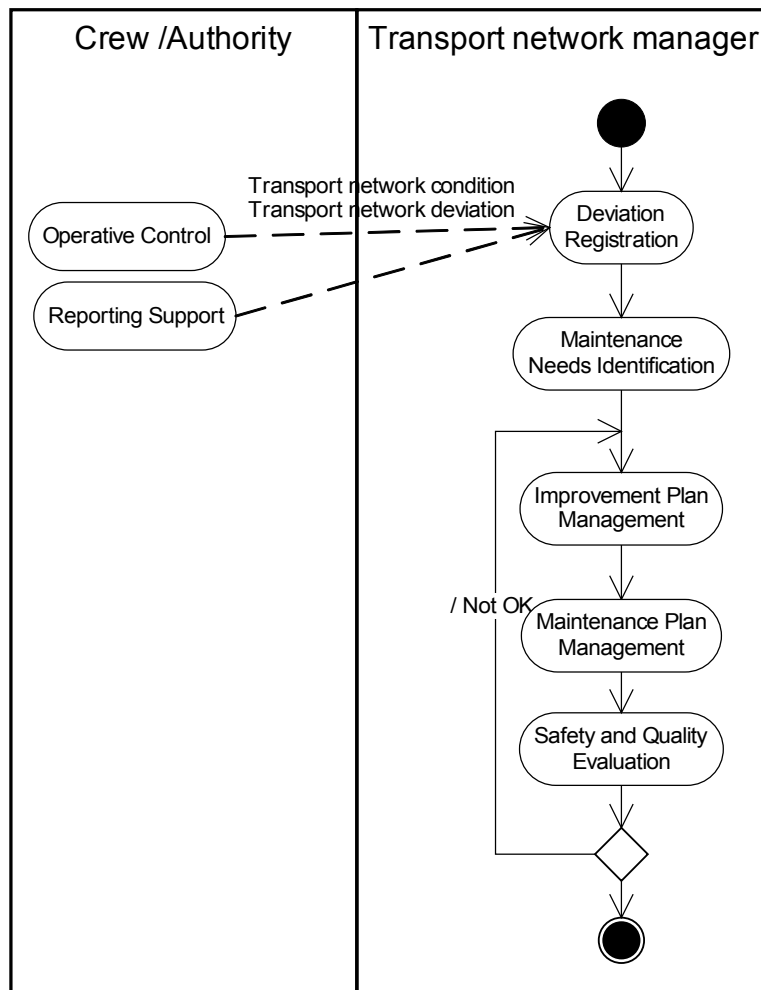 Crew /Authority
Transport network manager
Transport network condition
Transport network deviation
Operative Control
Deviation
Registration
Reporting Support
Maintenance
Needs Identification
Improvement Plan
Management
/ Not OK
Maintenance Plan
Management
Safety and Quality
Evaluation